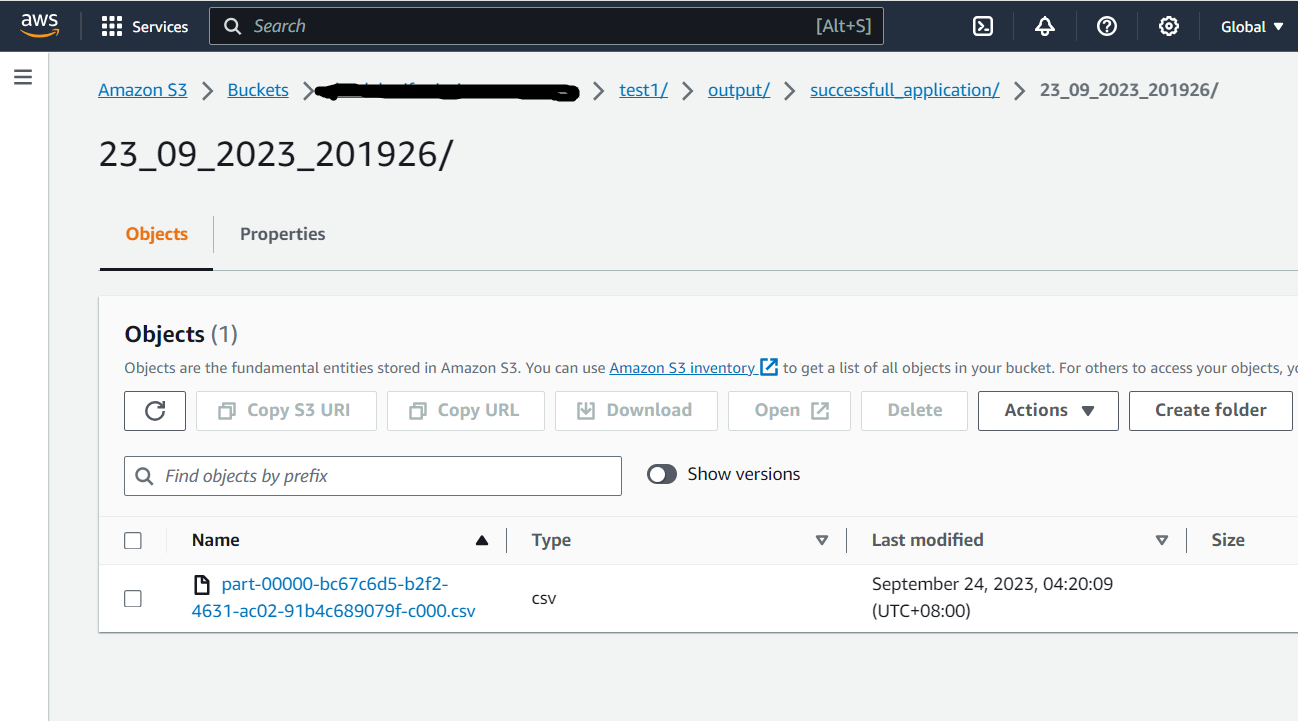 aws Services Search [Alt+S] Global
Amazon S3 Buckets test1/ output/ successfull_application/ 23_09_2023_201926/
23_09_2023_201926/
Objects Properties
Objects (1)
Objects are the fundamental entities stored in Amazon S3. You can use Amazon S3 inventory to get a list of all objects in your bucket. For others to access your objects,
Copy S3 URI Copy URL Download Open Delete Actions Create folder
Find objects by prefix Show versions
Name Type Last modified Size
part-00000-bc67c6d5-b2f2-
4631-ac02-91b4c689079f-c000.csv
csv
September 24, 2023, 04:20:09
(UTC+08:00)